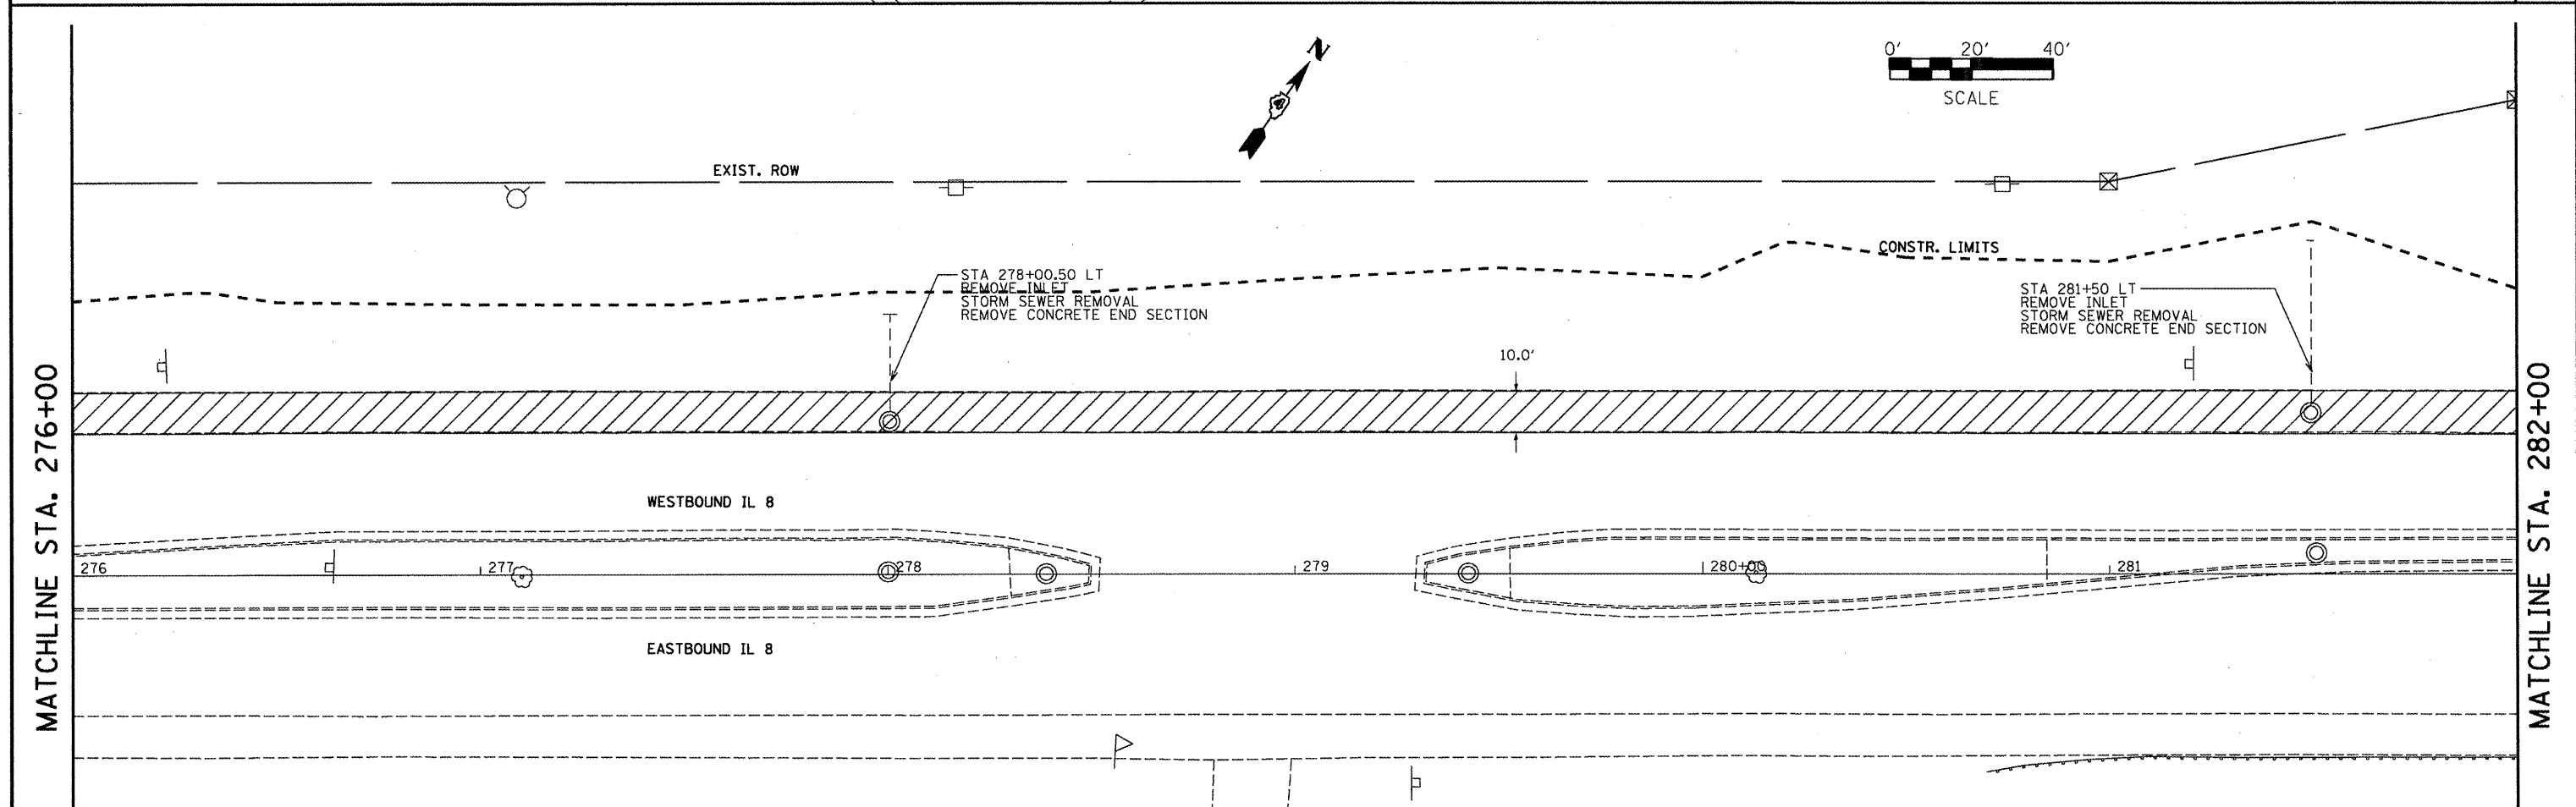 N
0' 20' 40'
SCALE
EXIST. ROW
CONSTR. LIMITS
STA 278+00.50 LT
REMOVE INLET
STORM SEWER REMOVAL
REMOVE CONCRETE END SECTION
STA 281+50 LT
REMOVE INLET
STORM SEWER REMOVAL
REMOVE CONCRETE END SECTION
10.0'
MATCHLINE STA. 276+00
MATCHLINE STA. 282+00
WESTBOUND IL 8
276 277 278 279 280+00 281
EASTBOUND IL 8